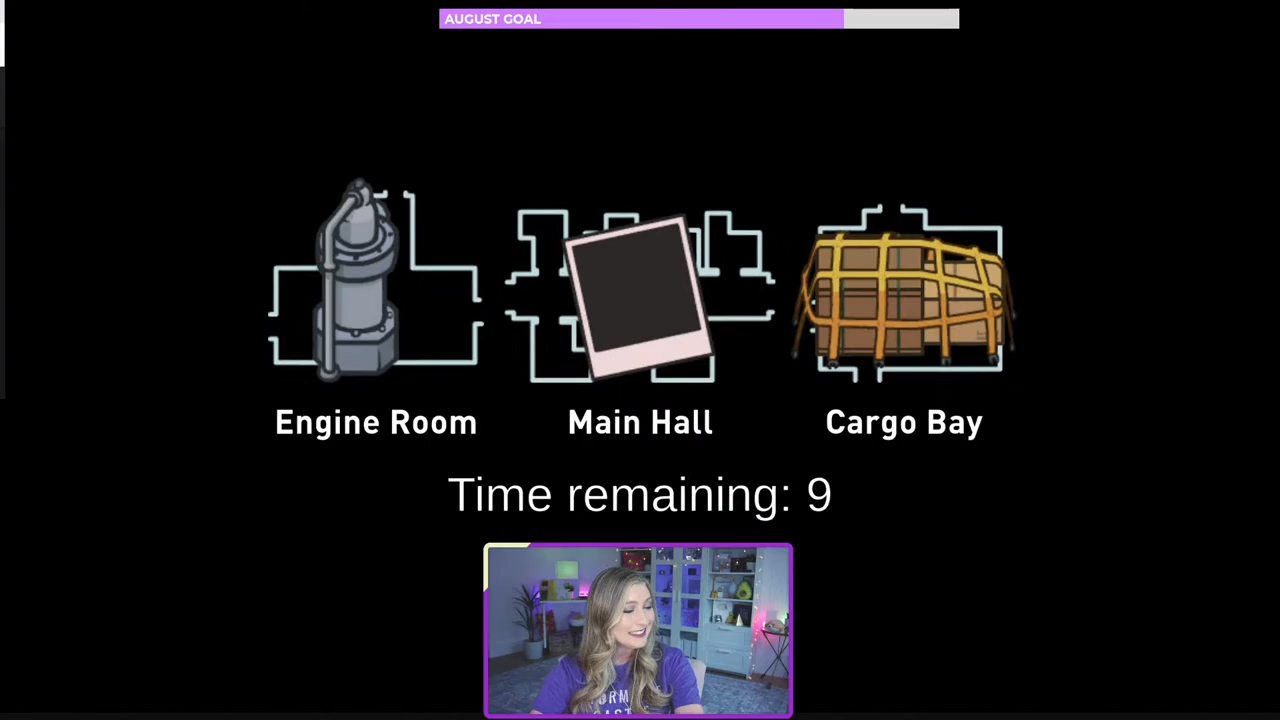 AUGUST GOAL
Engine Room
Main Hall
Cargo Bay
Time remaining: 9